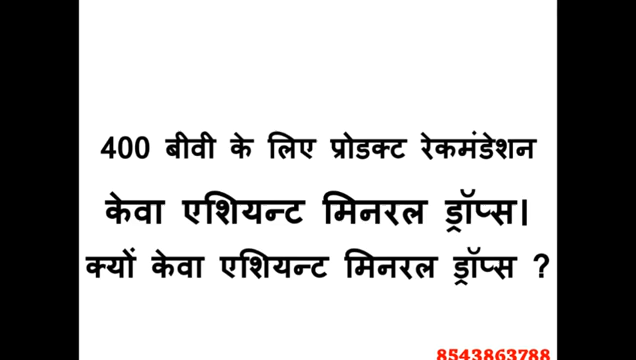 400 बीवी के लिए प्रोडक्ट रेकमंडेशन
केवा एशियन्ट मिनरल ड्रॉप्स।
क्यों केवा एशियन्ट मिनरल ड्रॉप्स ?
8543863788